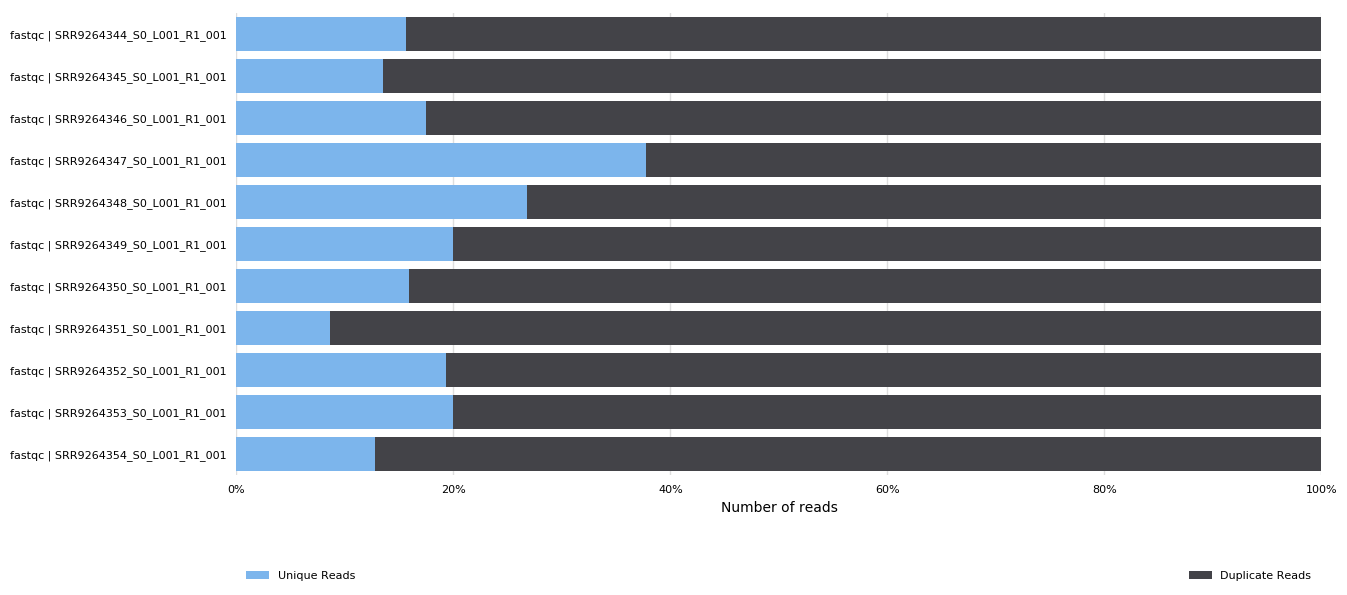 fastqc | SRR9264344_S0_L001_R1_001
fastqc | SRR9264345_S0_L001_R1_001
fastqc | SRR9264346_S0_L001_R1_001
fastqc | SRR9264347_S0_L001_R1_001
fastqc | SRR9264348_S0_L001_R1_001
fastqc | SRR9264349_S0_L001_R1_001
fastqc | SRR9264350_S0_L001_R1_001
fastqc | SRR9264351_S0_L001_R1_001
fastqc | SRR9264352_S0_L001_R1_001
fastqc | SRR9264353_S0_L001_R1_001
fastqc | SRR9264354_S0_L001_R1_001
0% 20% 40% 60% 80% 100%
Number of reads
Unique Reads Duplicate Reads